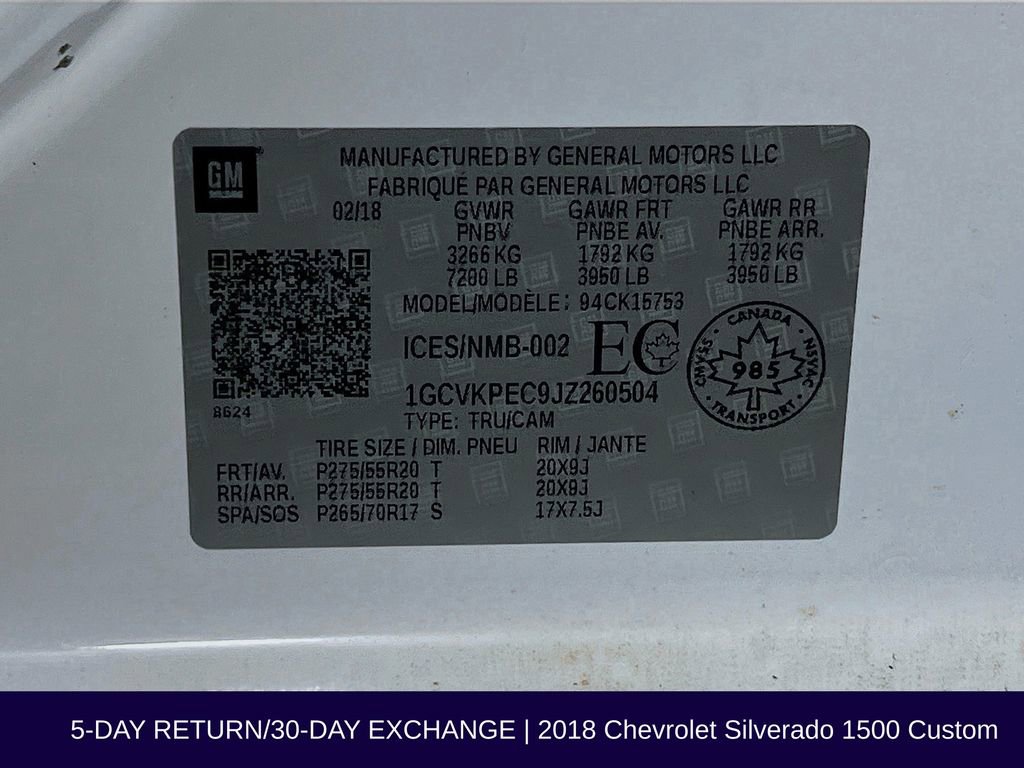 GM
MANUFACTURED BY GENERAL MOTORS LLC
FABRIQUÉ PAR GENERAL MOTORS LLC
02/18 GVWR GAWR FRT GAWR RR
PNBV PNBE AV. PNBE ARR.
3266 KG 1792 KG 1792 KG
7200 LB 3950 LB 3950 LB
MODEL/MODÈLE: 94CK15753
ICES/NMB-002 EC
CANADA
CMVSS 985 NSVAC
TRANSPORT
1GCVKPEC9JZ260504
8624
TYPE: TRU/CAM
TIRE SIZE / DIM. PNEU RIM / JANTE
FRT/AV. P275/55R20 T 20X9J
RR/ARR. P275/55R20 T 20X9J
SPA/SOS P265/70R17 S 17X7.5J
5-DAY RETURN/30-DAY EXCHANGE | 2018 Chevrolet Silverado 1500 Custom